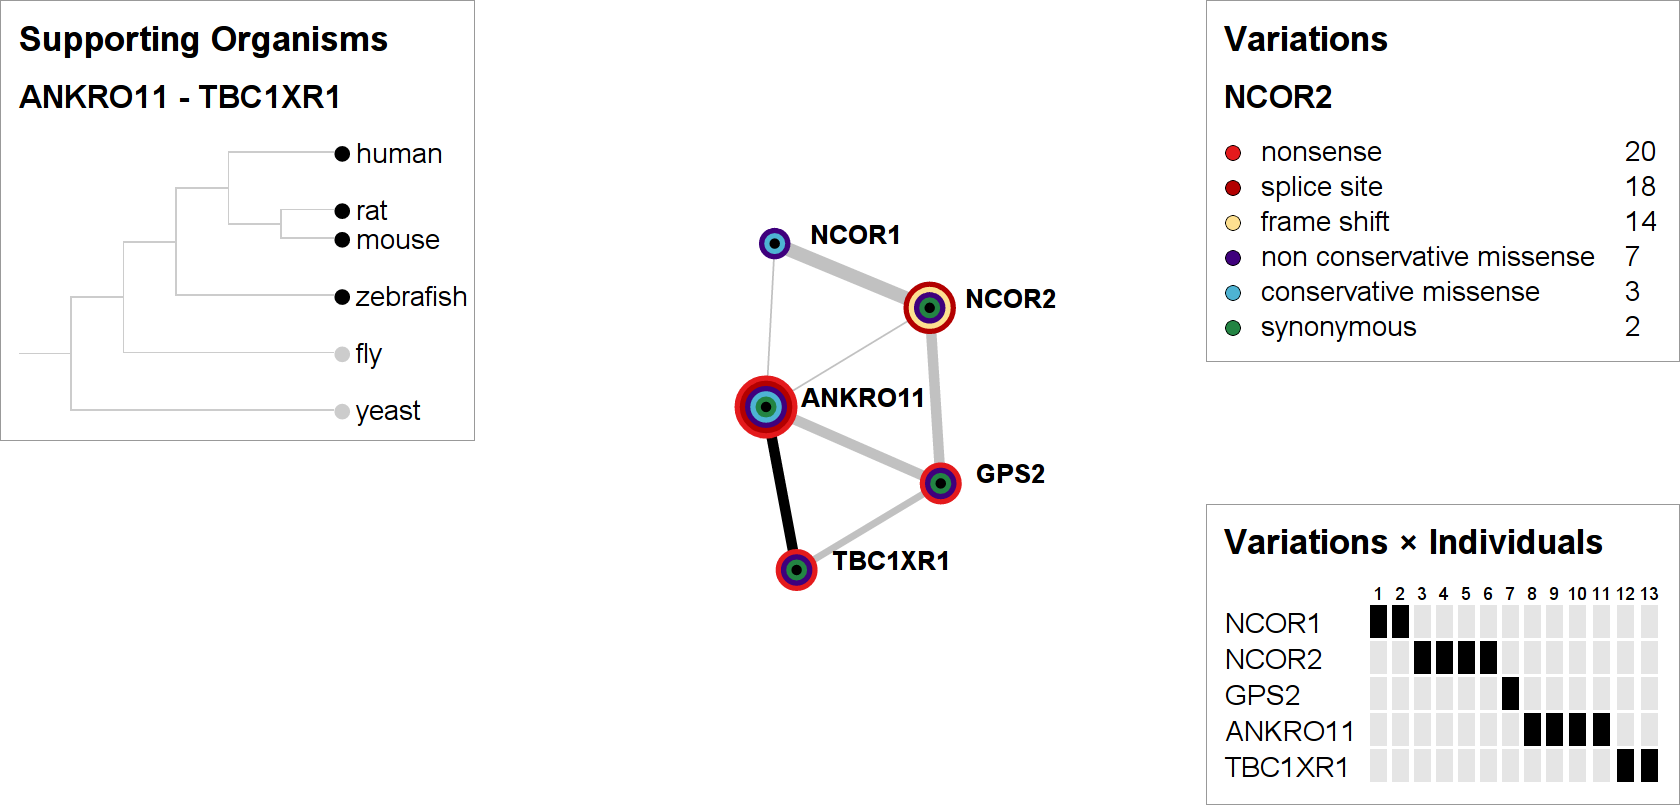 Supporting Organisms
ANKRO11 - TBC1XR1
human
rat
mouse
zebrafish
fly
yeast
NCOR1
NCOR2
ANKRO11
GPS2
TBC1XR1
Variations
NCOR2
nonsense 20
splice site 18
frame shift 14
non conservative missense 7
conservative missense 3
synonymous 2
Variations × Individuals
1 2 3 4 5 6 7 8 9 10 11 12 13
NCOR1
NCOR2
GPS2
ANKRO11
TBC1XR1